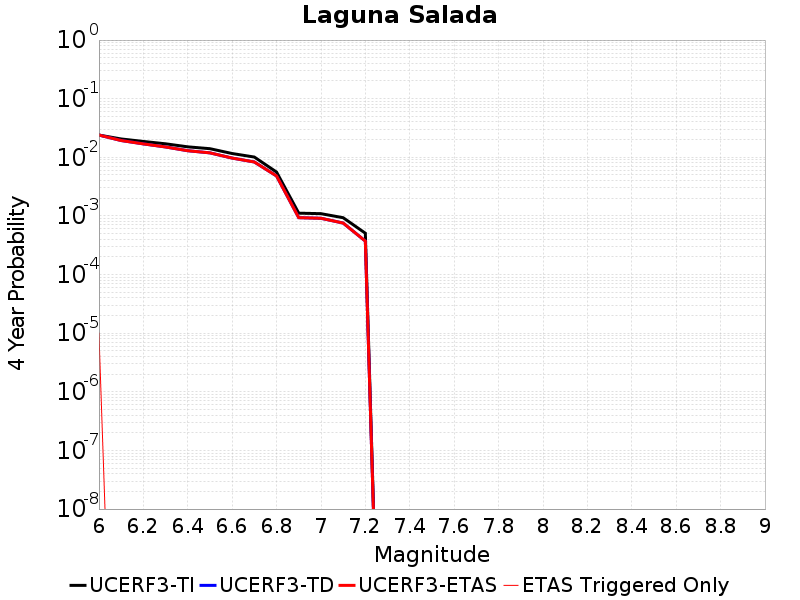 Laguna Salada
4 Year Probability
10^0
10^-1
10^-2
10^-3
10^-4
10^-5
10^-6
10^-7
10^-8
6 6.2 6.4 6.6 6.8 7 7.2 7.4 7.6 7.8 8 8.2 8.4 8.6 8.8 9
Magnitude
UCERF3-TI UCERF3-TD UCERF3-ETAS ETAS Triggered Only